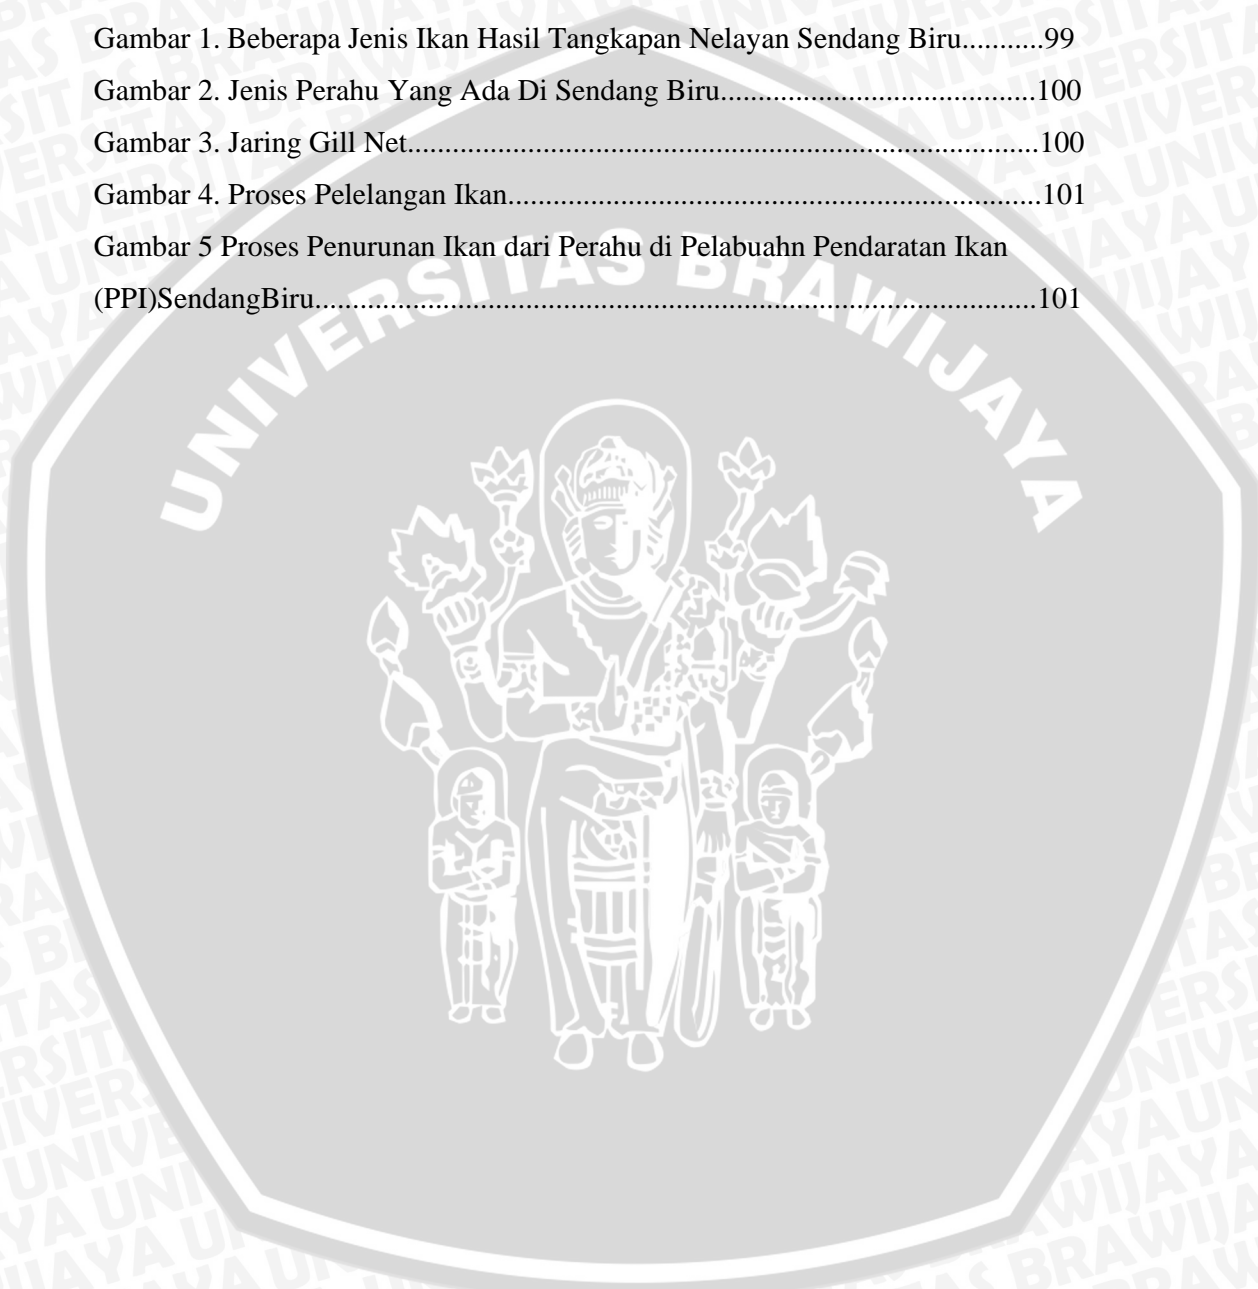 Gambar 1. Beberapa Jenis Ikan Hasil Tangkapan Nelayan Sendang Biru...........99
Gambar 2. Jenis Perahu Yang Ada Di Sendang Biru.........................................100
Gambar 3. Jaring Gill Net...................................................................................100
Gambar 4. Proses Pelelangan Ikan......................................................................101
Gambar 5 Proses Penurunan Ikan dari Perahu di Pelabuahn Pendaratan Ikan
(PPI)SendangBiru...............................................................................................101
UNIVERSITAS BRAWIJAYA